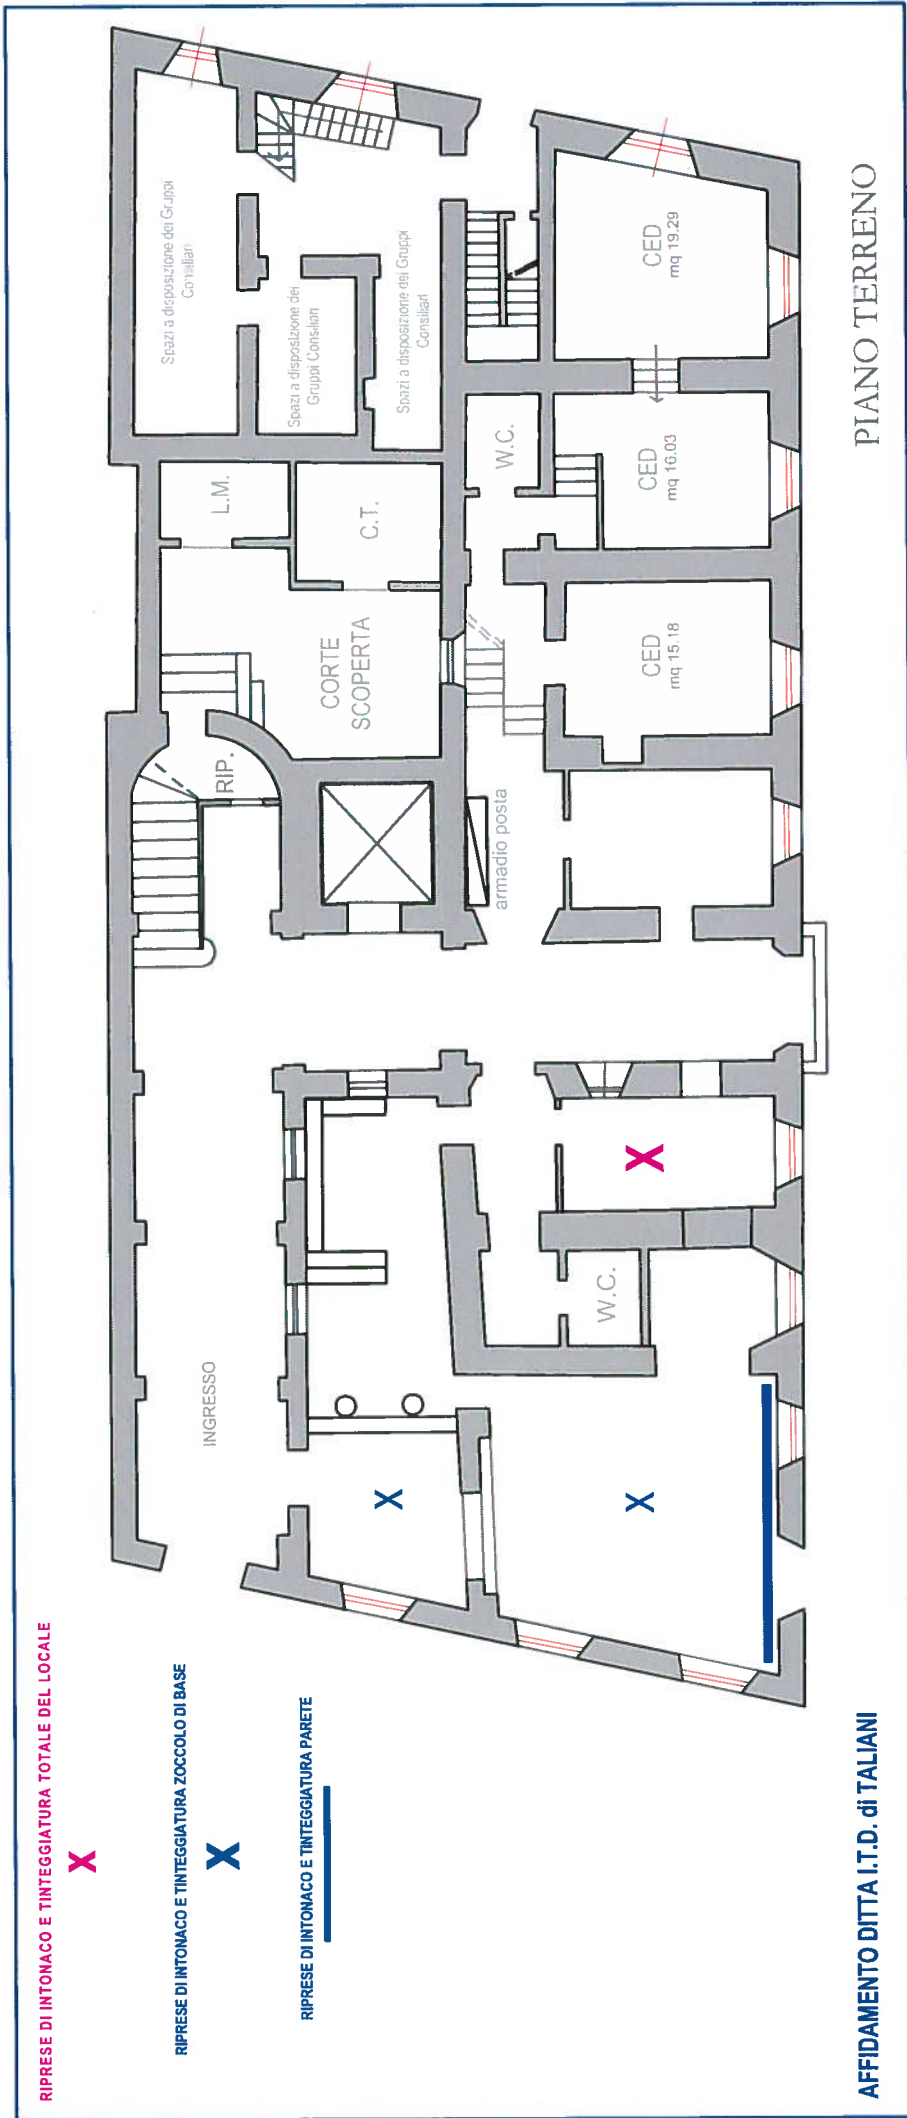 RIPRESE DI INTONACO E TINTEGGIATURA TOTALE DEL LOCALE
X
RIPRESE DI INTONACO E TINTEGGIATURA ZOCCOLO DI BASE
X
RIPRESE DI INTONACO E TINTEGGIATURA PARETE
INGRESSO
RIP.
L.M.
C.T.
CORTE
SCOPERTA
Spazi a disposizione dei Gruppi
Consiliari
Spazi a disposizione dei
Gruppi Consiliari
Spazi a disposizione dei Gruppi
Consiliari
X
X
W.C.
X
armadio posta
W.C.
CED
mq 15.18
CED
mq 16.03
CED
mq 19.29
AFFIDAMENTO DITTA I.T.D. di TALIANI
PIANO TERRENO